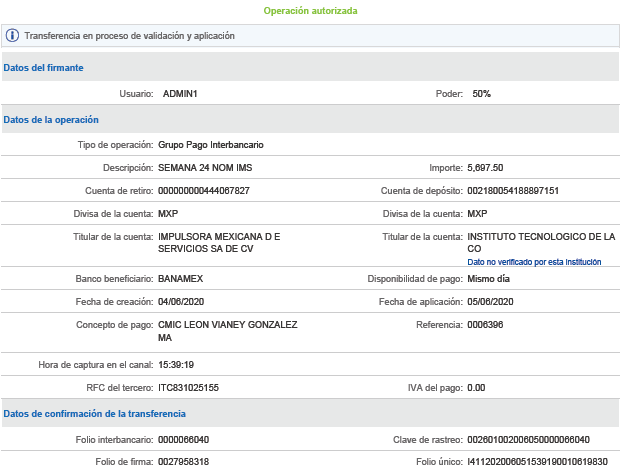 Operación autorizada
Transferencia en proceso de validación y aplicación
Datos del firmante
Usuario: ADMIN1 Poder: 50%
Datos de la operación
Tipo de operación: Grupo Pago Interbancario
Descripción: SEMANA 24 NOM IMS Importe: 5,697.50
Cuenta de retiro: 000000000444067827 Cuenta de depósito: 002180054188897151
Divisa de la cuenta: MXP Divisa de la cuenta: MXP
Titular de la cuenta: IMPULSORA MEXICANA D E Titular de la cuenta: INSTITUTO TECNOLOGICO DE LA
SERVICIOS SA DE CV CO
Dato no verificado por esta institución
Banco beneficiario: BANAMEX Disponibilidad de pago: Mismo día
Fecha de creación: 04/06/2020 Fecha de aplicación: 05/06/2020
Concepto de pago: CMIC LEON VIANEY GONZALEZ Referencia: 0006396
MA
Hora de captura en el canal: 15:39:19
RFC del tercero: ITC831025155 IVA del pago: 0.00
Datos de confirmación de la transferencia
Folio interbancario: 0000066040 Clave de rastreo: 002601002006050000066040
Folio de firma: 0027958318 Folio único: I411202006051539190010619830